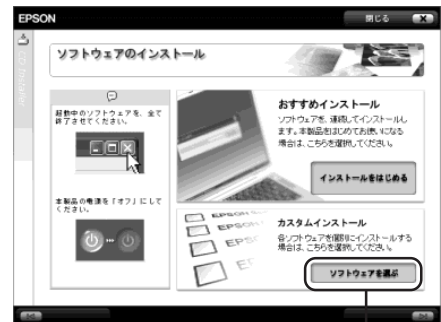 EPSON
閉じる
CD Installer
ソフトウェアのインストール
起動中のソフトウェアを、全て
終了させてください。
本製品の電源を「オフ」にして
ください。
おすすめインストール
ソフトウェアを、連続してインストールし
ます。本製品をはじめてお使いになる
場合は、こちらを選択してください。
インストールをはじめる
EPSON
EPSON
EPS
E
カスタムインストール
各ソフトウェアを個別にインストールする
場合は、こちらを選択してください。
ソフトウェアを選ぶ